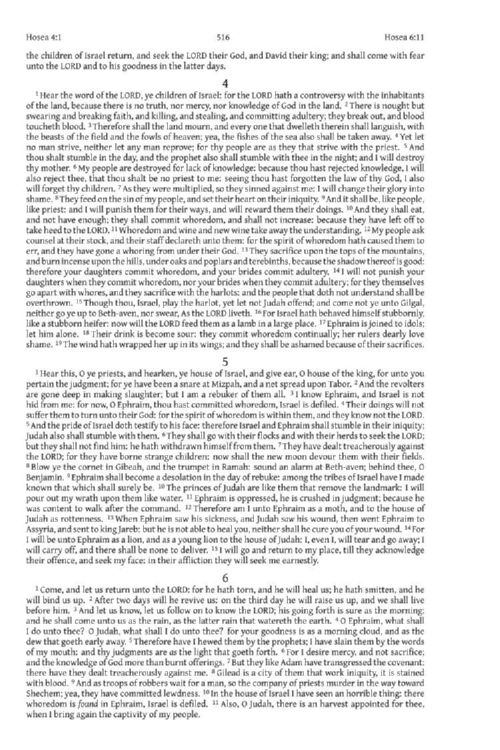 Hosea 4:1 516 Hosea 6:11
the children of Israel return, and seek the LORD their God, and David their king; and shall come with fear
unto the LORD and to his goodness in the latter days.
4
1 Hear the word of the LORD, ye children of Israel: for the LORD hath a controversy with the inhabitants
of the land, because there is no truth, nor mercy, nor knowledge of God in the land. 2 There is nought but
swearing and breaking faith, and killing, and stealing, and committing adultery; they break out, and blood
toucheth blood. 3 Therefore shall the land mourn, and every one that dwelleth therein shall languish, with
the beasts of the field and the fowls of heaven; yea, the fishes of the sea also shall be taken away. 4 Yet let
no man strive, neither let any man reprove; for thy people are as they that strive with the priest. 5 And
thou shalt stumble in the day, and the prophet also shall stumble with thee in the night; and I will destroy
thy mother. 6 My people are destroyed for lack of knowledge: because thou hast rejected knowledge, I will
also reject thee, that thou shalt be no priest to me: seeing thou hast forgotten the law of thy God, I also
will forget thy children. 7 As they were multiplied, so they sinned against me: I will change their glory into
shame. 8 They feed on the sin of my people, and set their heart on their iniquity. 9 And it shall be, like people,
like priest: and I will punish them for their ways, and will reward them their doings. 10 And they shall eat,
and not have enough; they shall commit whoredom, and shall not increase: because they have left off to
take heed to the LORD. 11 Whoredom and wine and new wine take away the understanding. 12 My people ask
counsel at their stock, and their staff declareth unto them: for the spirit of whoredom hath caused them to
err, and they have gone a whoring from under their God. 13 They sacrifice upon the tops of the mountains,
and burn incense upon the hills, under oaks and poplars and terebinths, because the shadow thereof is good:
therefore your daughters commit whoredom, and your brides commit adultery. 14 I will not punish your
daughters when they commit whoredom, nor your brides when they commit adultery; for they themselves
go apart with whores, and they sacrifice with the harlots: and the people that doth not understand shall be
overthrown. 15 Though thou, Israel, play the harlot, yet let not Judah offend; and come not ye unto Gilgal,
neither go ye up to Beth-aven, nor swear, As the LORD liveth. 16 For Israel hath behaved himself stubbornly,
like a stubborn heifer: now will the LORD feed them as a lamb in a large place. 17 Ephraim is joined to idols;
let him alone. 18 Their drink is become sour: they commit whoredom continually; her rulers dearly love
shame. 19 The wind hath wrapped her up in its wings; and they shall be ashamed because of their sacrifices.
5
1 Hear this, O ye priests, and hearken, ye house of Israel, and give ear, O house of the king, for unto you
pertain the judgment; for ye have been a snare at Mizpah, and a net spread upon Tabor. 2 And the revolters
are gone deep in making slaughter; but I am a rebuker of them all. 3 I know Ephraim, and Israel is not
hid from me: for now, O Ephraim, thou hast committed whoredom, Israel is defiled. 4 Their doings will not
suffer them to turn unto their God: for the spirit of whoredom is within them, and they know not the LORD.
5 And the pride of Israel doth testify to his face: therefore Israel and Ephraim shall stumble in their iniquity;
Judah also shall stumble with them. 6 They shall go with their flocks and with their herds to seek the LORD;
but they shall not find him: he hath withdrawn himself from them. 7 They have dealt treacherously against
the LORD; for they have borne strange children: now shall the new moon devour them with their fields.
8 Blow ye the cornet in Gibeah, and the trumpet in Ramah: sound an alarm at Beth-aven; behind thee, O
Benjamin. 9 Ephraim shall become a desolation in the day of rebuke: among the tribes of Israel have I made
known that which shall surely be. 10 The princes of Judah are like them that remove the landmark: I will
pour out my wrath upon them like water. 11 Ephraim is oppressed, he is crushed in judgment; because he
was content to walk after the command. 12 Therefore am I unto Ephraim as a moth, and to the house of
Judah as rottenness. 13 When Ephraim saw his sickness, and Judah saw his wound, then went Ephraim to
Assyria, and sent to king Jareb: but he is not able to heal you, neither shall he cure you of your wound. 14 For
I will be unto Ephraim as a lion, and as a young lion to the house of Judah: I, even I, will tear and go away; I
will carry off, and there shall be none to deliver. 15 I will go and return to my place, till they acknowledge
their offence, and seek my face: in their affliction they will seek me earnestly.
6
1 Come, and let us return unto the LORD: for he hath torn, and he will heal us; he hath smitten, and he
will bind us up. 2 After two days will he revive us: on the third day he will raise us up, and we shall live
before him. 3 And let us know, let us follow on to know the LORD; his going forth is sure as the morning:
and he shall come unto us as the rain, as the latter rain that watereth the earth. 4 O Ephraim, what shall
I do unto thee? O Judah, what shall I do unto thee? for your goodness is as a morning cloud, and as the
dew that goeth early away. 5 Therefore have I hewed them by the prophets; I have slain them by the words
of my mouth: and thy judgments are as the light that goeth forth. 6 For I desire mercy, and not sacrifice;
and the knowledge of God more than burnt offerings. 7 But they like Adam have transgressed the covenant:
there have they dealt treacherously against me. 8 Gilead is a city of them that work iniquity, it is stained
with blood. 9 And as troops of robbers wait for a man, so the company of priests murder in the way toward
Shechem; yea, they have committed lewdness. 10 In the house of Israel I have seen an horrible thing: there
whoredom is found in Ephraim, Israel is defiled. 11 Also, O Judah, there is an harvest appointed for thee,
when I bring again the captivity of my people.